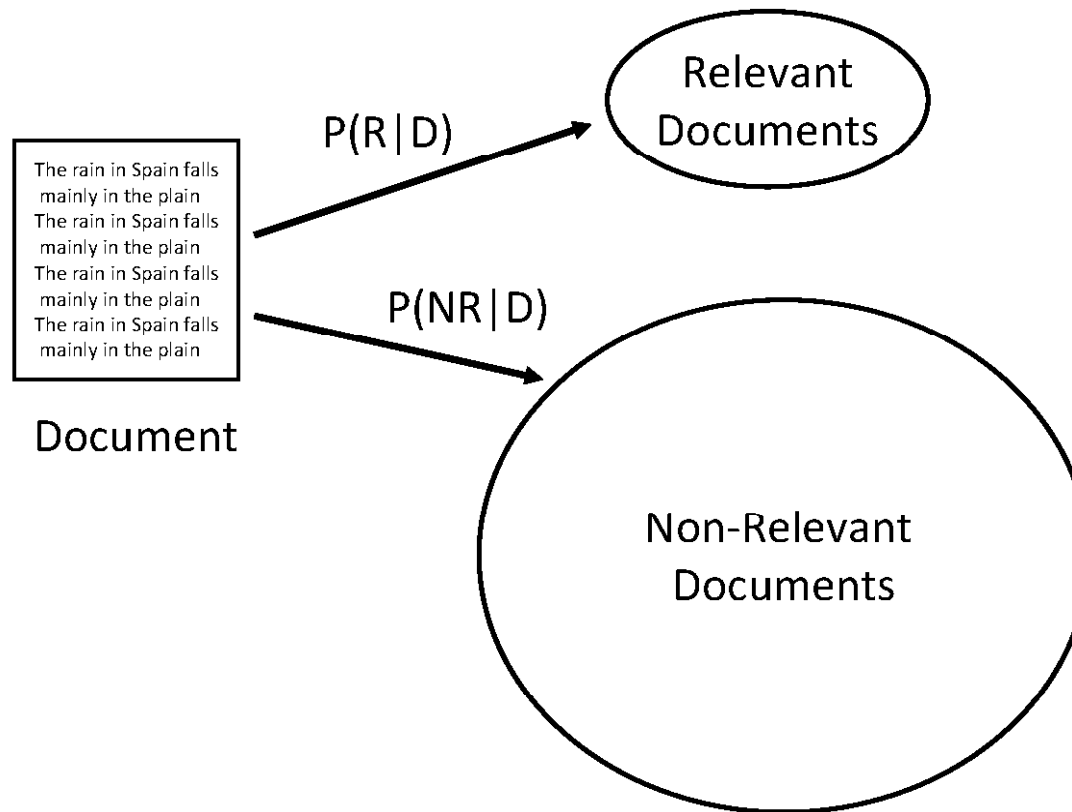 Relevant
Documents
P(R|D)
The rain in Spain falls
mainly in the plain
The rain in Spain falls
mainly in the plain
The rain in Spain falls
mainly in the plain
The rain in Spain falls
mainly in the plain
P(NR|D)
Document
Non-Relevant
Documents